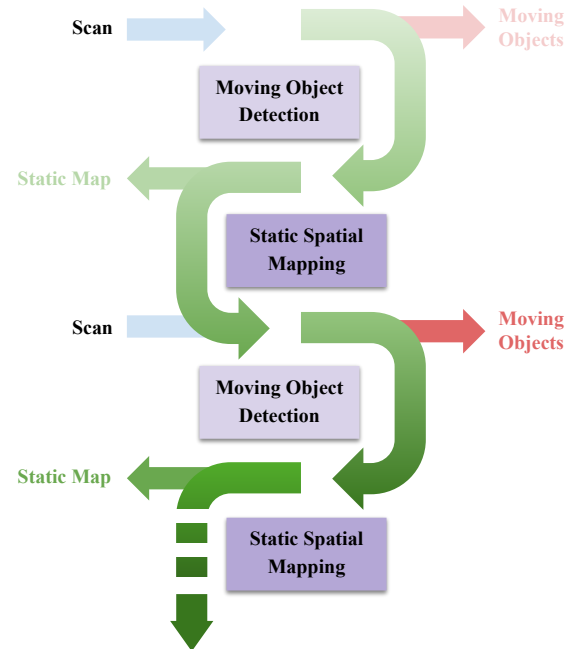 Scan
Moving
Objects
Moving Object
Detection
Static Map
Static Spatial
Mapping
Scan
Moving
Objects
Moving Object
Detection
Static Map
Static Spatial
Mapping